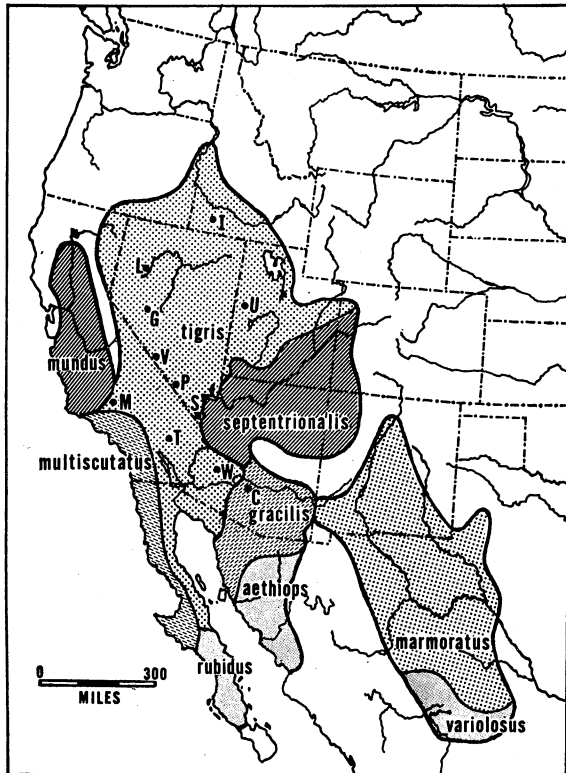 I
L
U
G
tigris
V
mundus
P
S
M
septentrionalis
T
multiscutatus
W
C
gracilis
aethiops
marmoratus
rubidus
0 300
MILES
variolosus